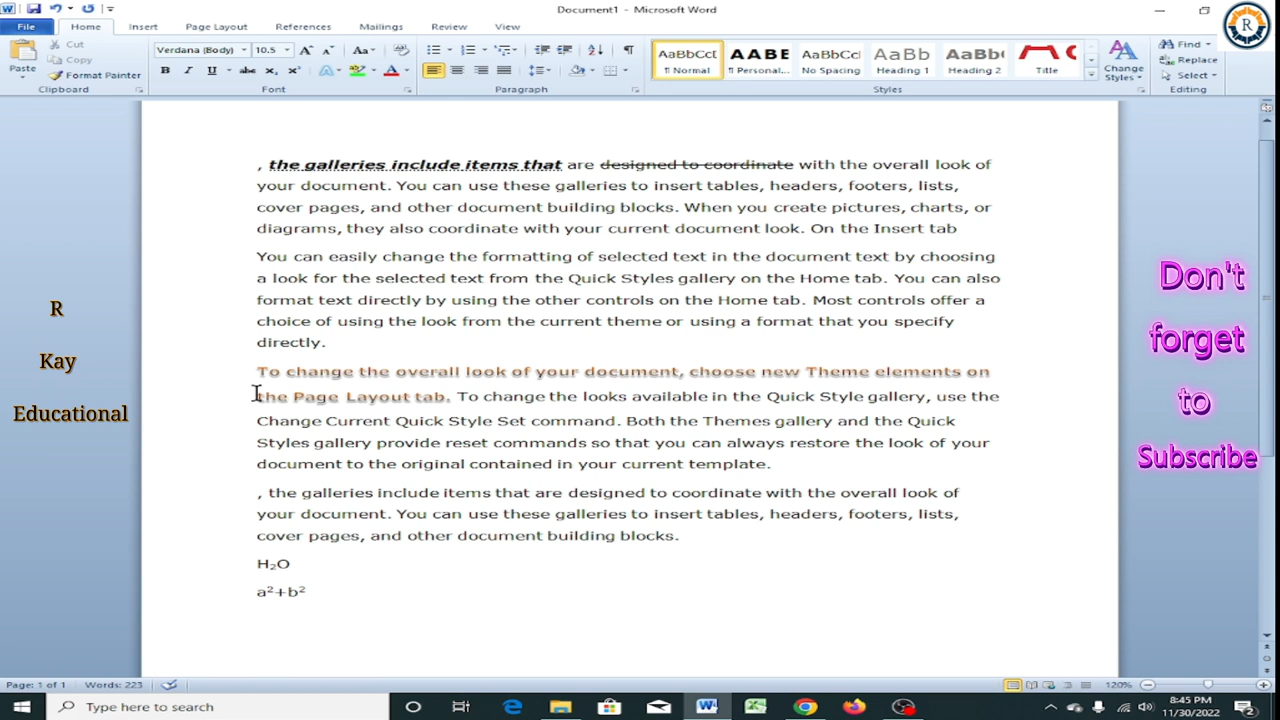 Document1 - Microsoft Word
R
File Home Insert Page Layout References Mailings Review View
Paste Cut Copy Format Painter Clipboard
Verdana (Body) 10.5 Font
Paragraph
AaBbCcI ¶ Normal AABE ¶ Personal... AaBbCcI No Spacing AaBb Heading 1 AaBb Heading 2 Title Change Styles Styles
Find Replace Select Editing
, the galleries include items that are designed to coordinate with the overall look of
your document. You can use these galleries to insert tables, headers, footers, lists,
cover pages, and other document building blocks. When you create pictures, charts, or
diagrams, they also coordinate with your current document look. On the Insert tab
You can easily change the formatting of selected text in the document text by choosing
a look for the selected text from the Quick Styles gallery on the Home tab. You can also
format text directly by using the other controls on the Home tab. Most controls offer a
choice of using the look from the current theme or using a format that you specify
directly.
To change the overall look of your document, choose new Theme elements on
the Page Layout tab. To change the looks available in the Quick Style gallery, use the
Change Current Quick Style Set command. Both the Themes gallery and the Quick
Styles gallery provide reset commands so that you can always restore the look of your
document to the original contained in your current template.
, the galleries include items that are designed to coordinate with the overall look of
your document. You can use these galleries to insert tables, headers, footers, lists,
cover pages, and other document building blocks.
H₂O
a²+b²
R
Kay
Educational
Don't
forget
to
Subscribe
Page: 1 of 1 Words: 223 120%
Type here to search
8:45 PM
11/30/2022
2